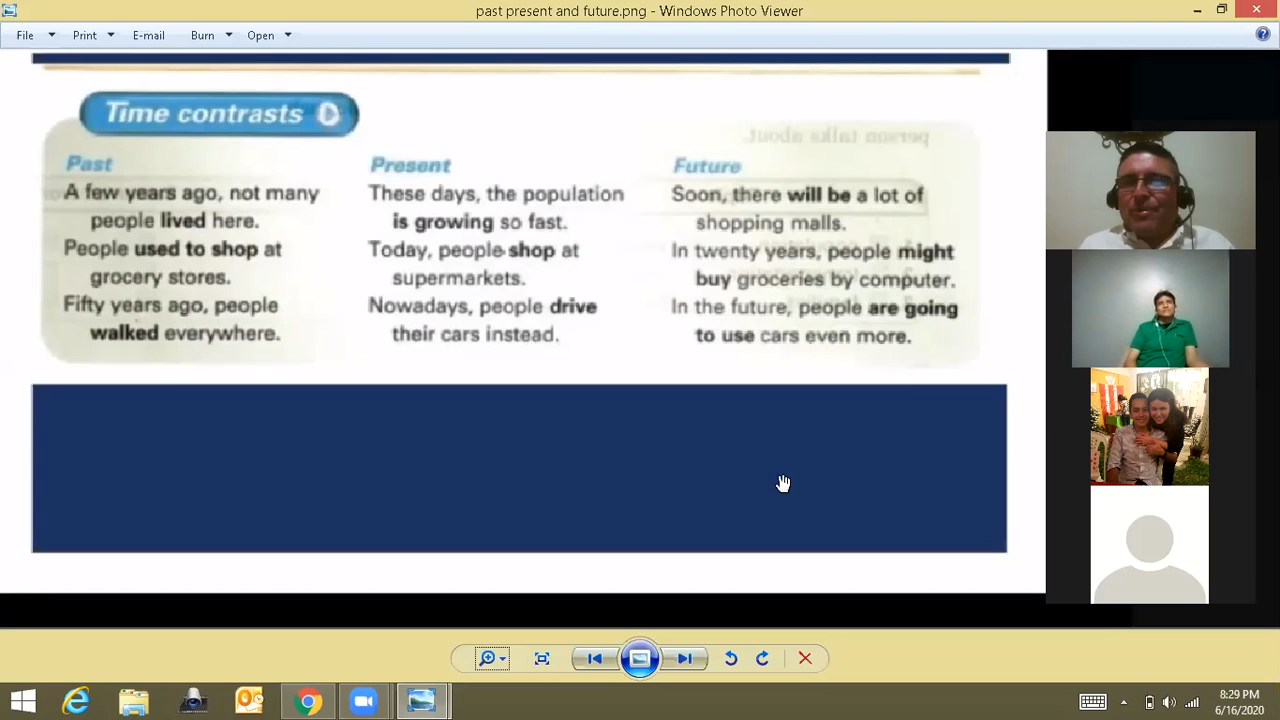 past present and future.png - Windows Photo Viewer
File Print E-mail Burn Open
person talks about.
Time contrasts
Past
A few years ago, not many
people lived here.
People used to shop at
grocery stores.
Fifty years ago, people
walked everywhere.
Present
These days, the population
is growing so fast.
Today, people shop at
supermarkets.
Nowadays, people drive
their cars instead.
Future
Soon, there will be a lot of
shopping malls.
In twenty years, people might
buy groceries by computer.
In the future, people are going
to use cars even more.
8:29 PM
6/16/2020